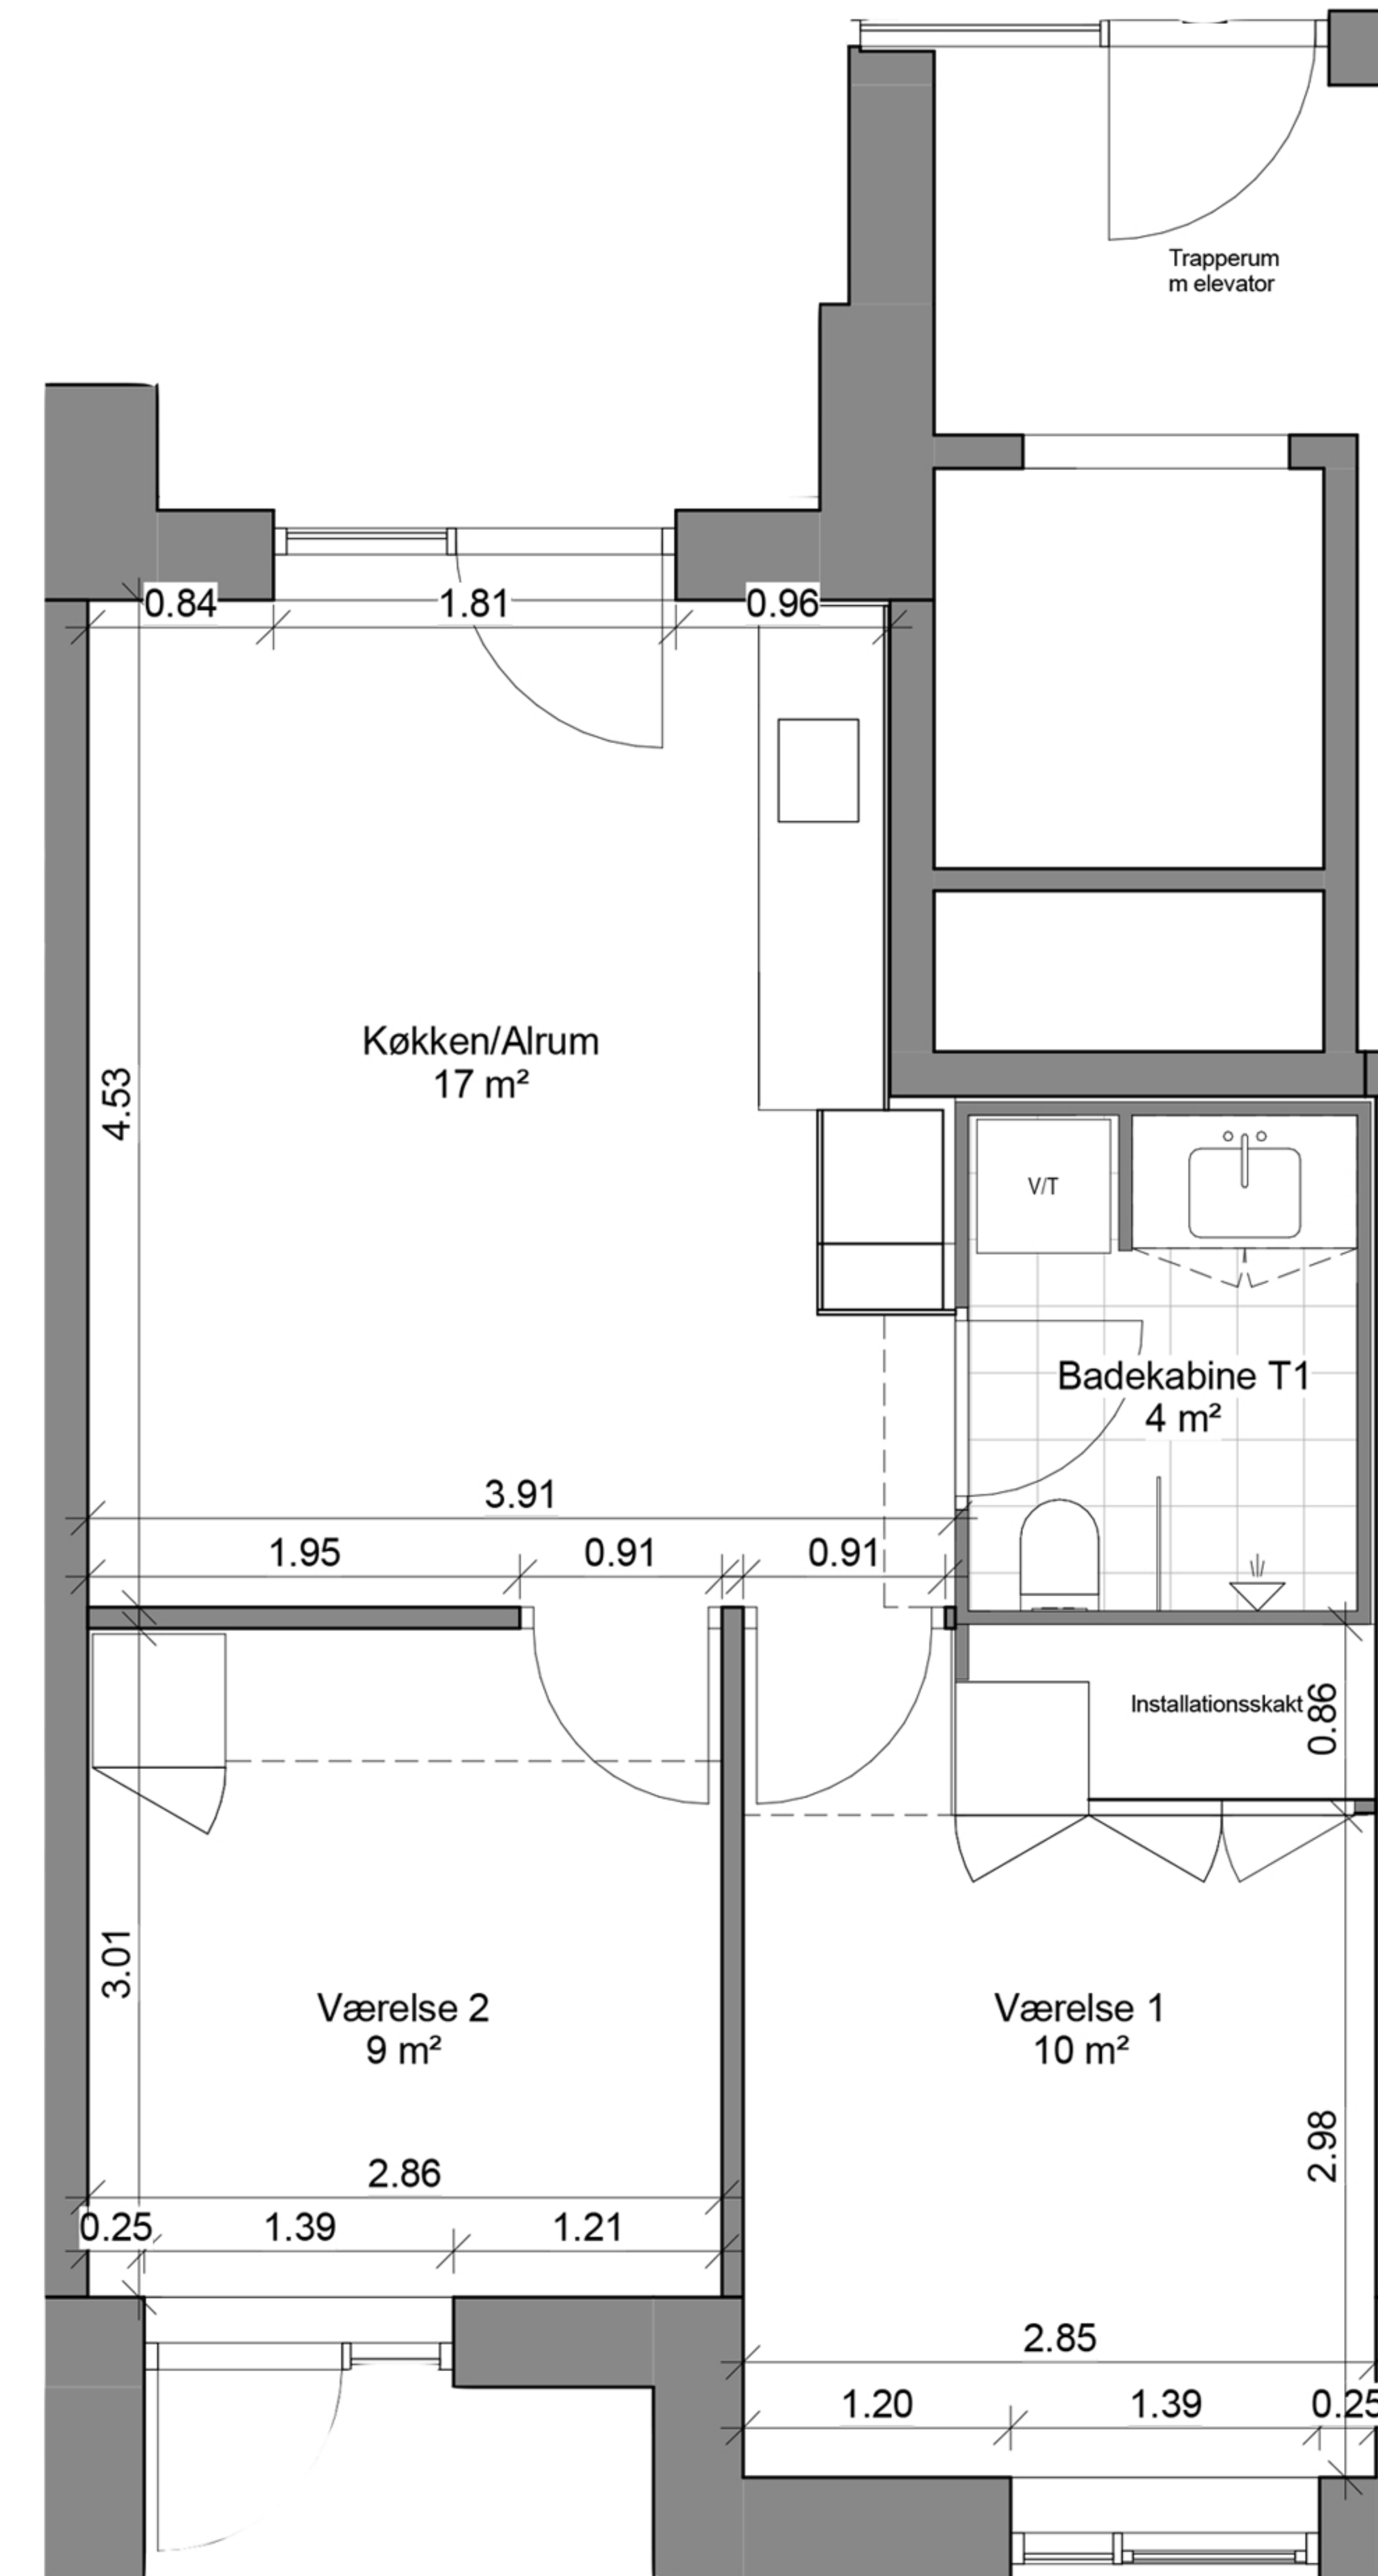 Trapperum
m elevator
0.84
1.81
0.96
Køkken/Alrum
17 m²
4.53
V/T
Badekabine T1
4 m²
3.91
1.95
0.91
0.91
Installationsskakt
0.86
3.01
Værelse 2
9 m²
Værelse 1
10 m²
2.98
2.86
0.25
1.39
1.21
2.85
1.20
1.39
0.25